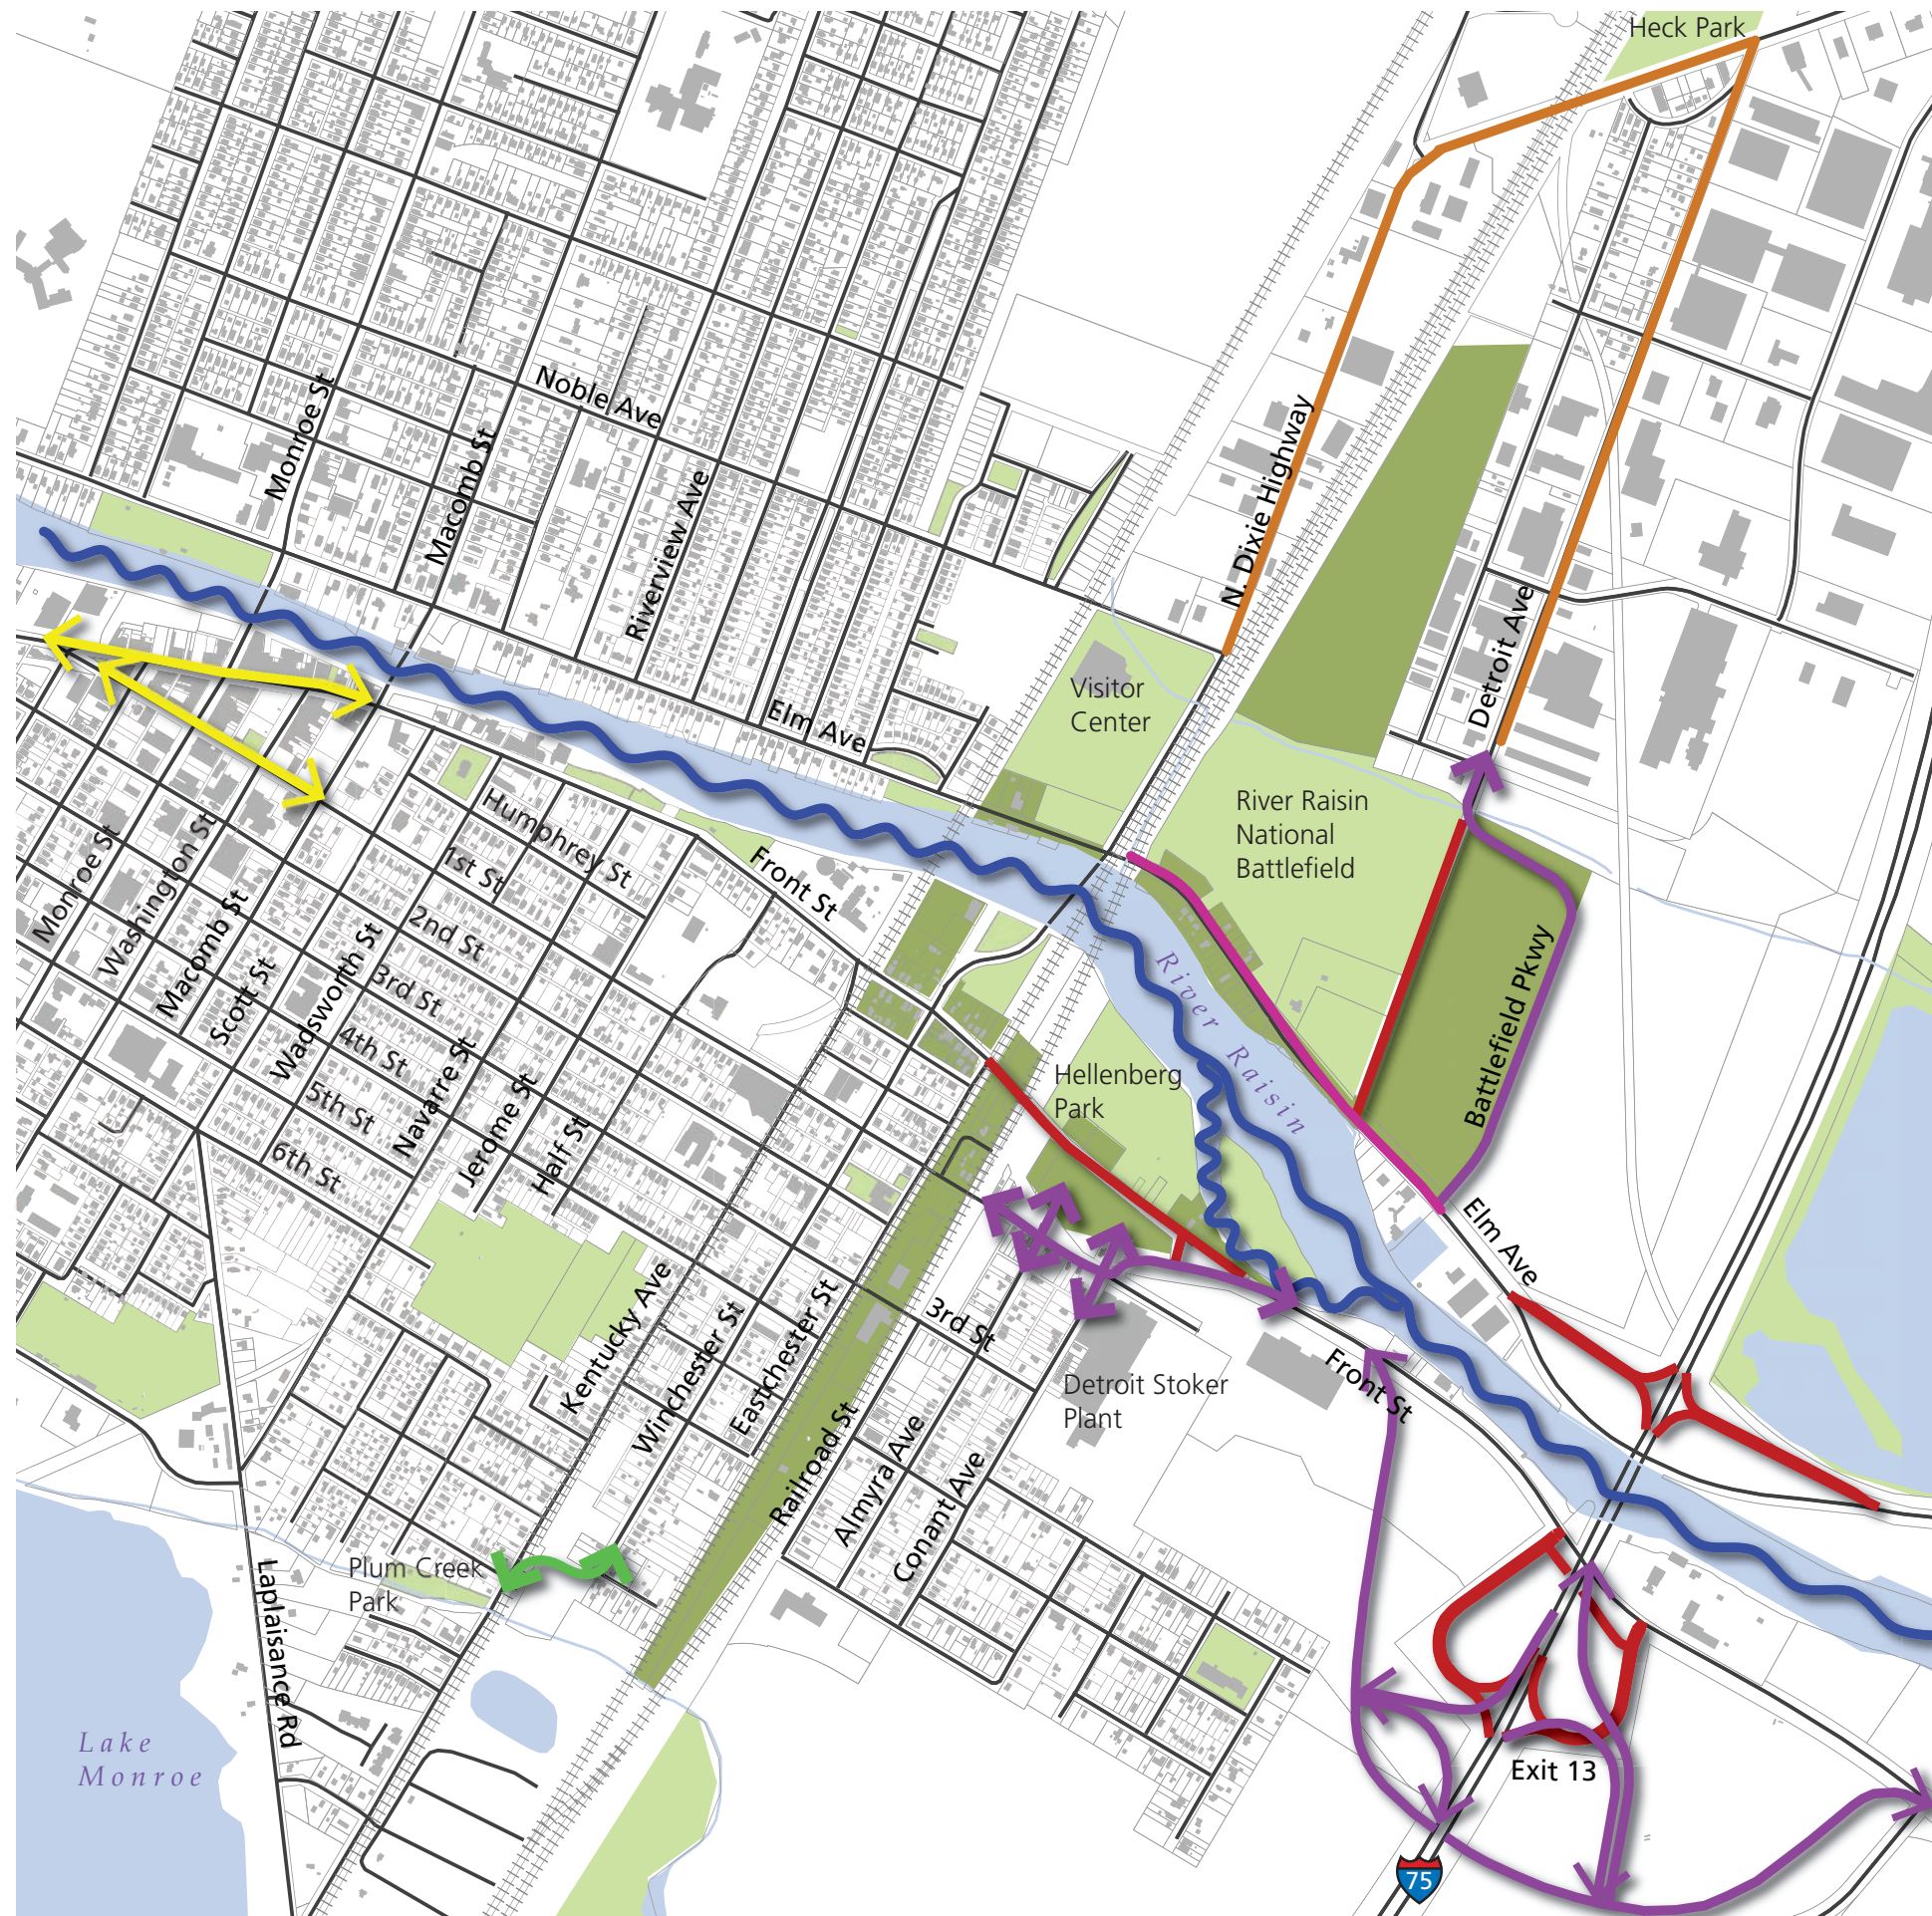 Heck Park
Noble Ave
Monroe St
Macomb St
Riverview Ave
N. Dixie Highway
Detroit Ave
Visitor
Center
Elm Ave
River Raisin
National
Battlefield
Humphrey St
1st St
Front St
2nd St
3rd St
4th St
5th St
6th St
Monroe St
Washington St
Macomb St
Scott St
Wadsworth St
Navarre St
Jerome St
Half St
River Raisin
Battlefield Pkwy
Hellenberg
Park
Elm Ave
Kentucky Ave
Winchester St
Eastchester St
3rd St
Railroad St
Almyra Ave
Conant Ave
Detroit Stoker
Plant
Front St
Plum Creek
Park
Laplaisance Rd
Lake
Monroe
Exit 13
75